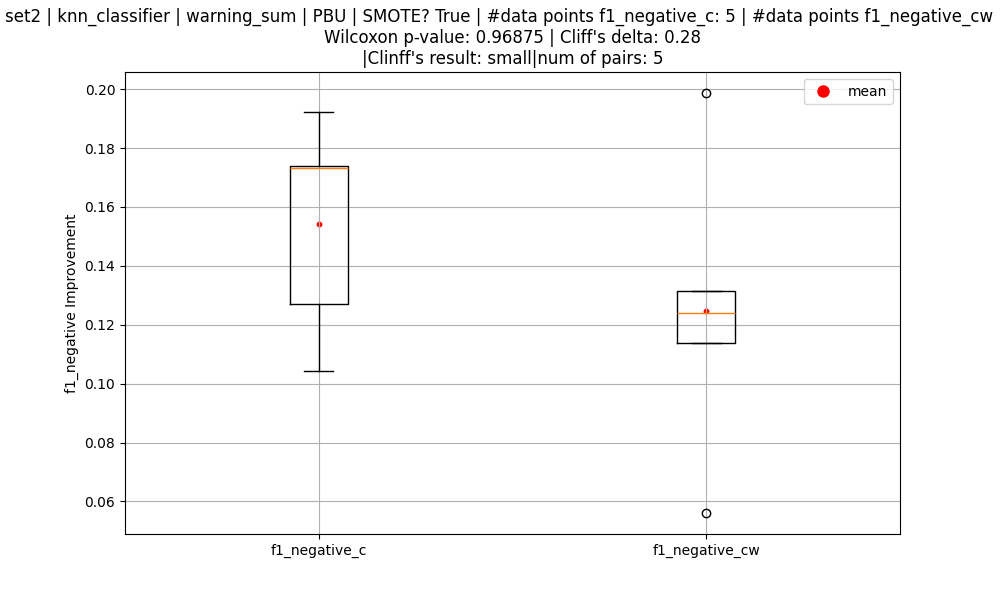 set2 | knn_classifier | warning_sum | PBU | SMOTE? True | #data points f1_negative_c: 5 | #data points f1_negative_cw
Wilcoxon p-value: 0.96875 | Cliff's delta: 0.28
|Clinff's result: small|num of pairs: 5
mean
0.20
0.18
0.16
0.14
0.12
0.10
0.08
0.06
f1_negative Improvement
f1_negative_c
f1_negative_cw